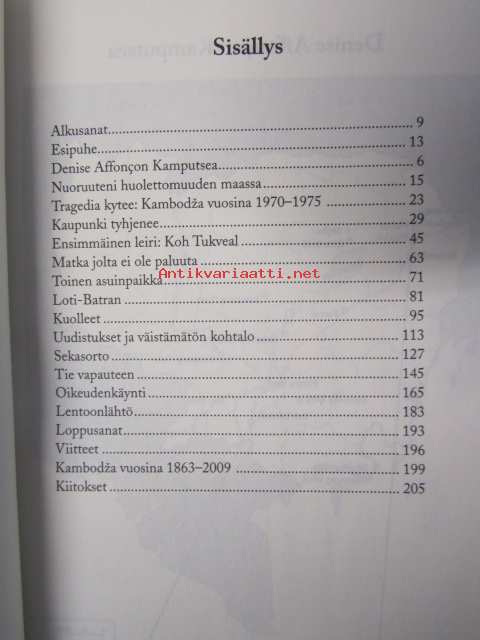 Sisällys
Alkusanat.......... 9
Esipuhe.......... 13
Denise Affonçon Kamputsea.......... 6
Nuoruuteni huolettomuuden maassa.......... 15
Tragedia kytee: Kambodža vuosina 1970–1975 .......... 23
Kaupunki tyhjenee.......... 29
Ensimmäinen leiri: Koh Tukveal.......... 45
Matka jolta ei ole paluuta.......... 63
Toinen asuinpaikka.......... 71
Antikvariaatti.net
Loti-Batran.......... 81
Kuolleet.......... 95
Uudistukset ja väistämätön kohtalo.......... 113
Sekasorto.......... 127
Tie vapauteen.......... 145
Oikeudenkäynti.......... 165
Lentoonlähtö.......... 183
Loppusanat.......... 193
Viitteet.......... 196
Kambodža vuosina 1863–2009 .......... 199
Kiitokset.......... 205